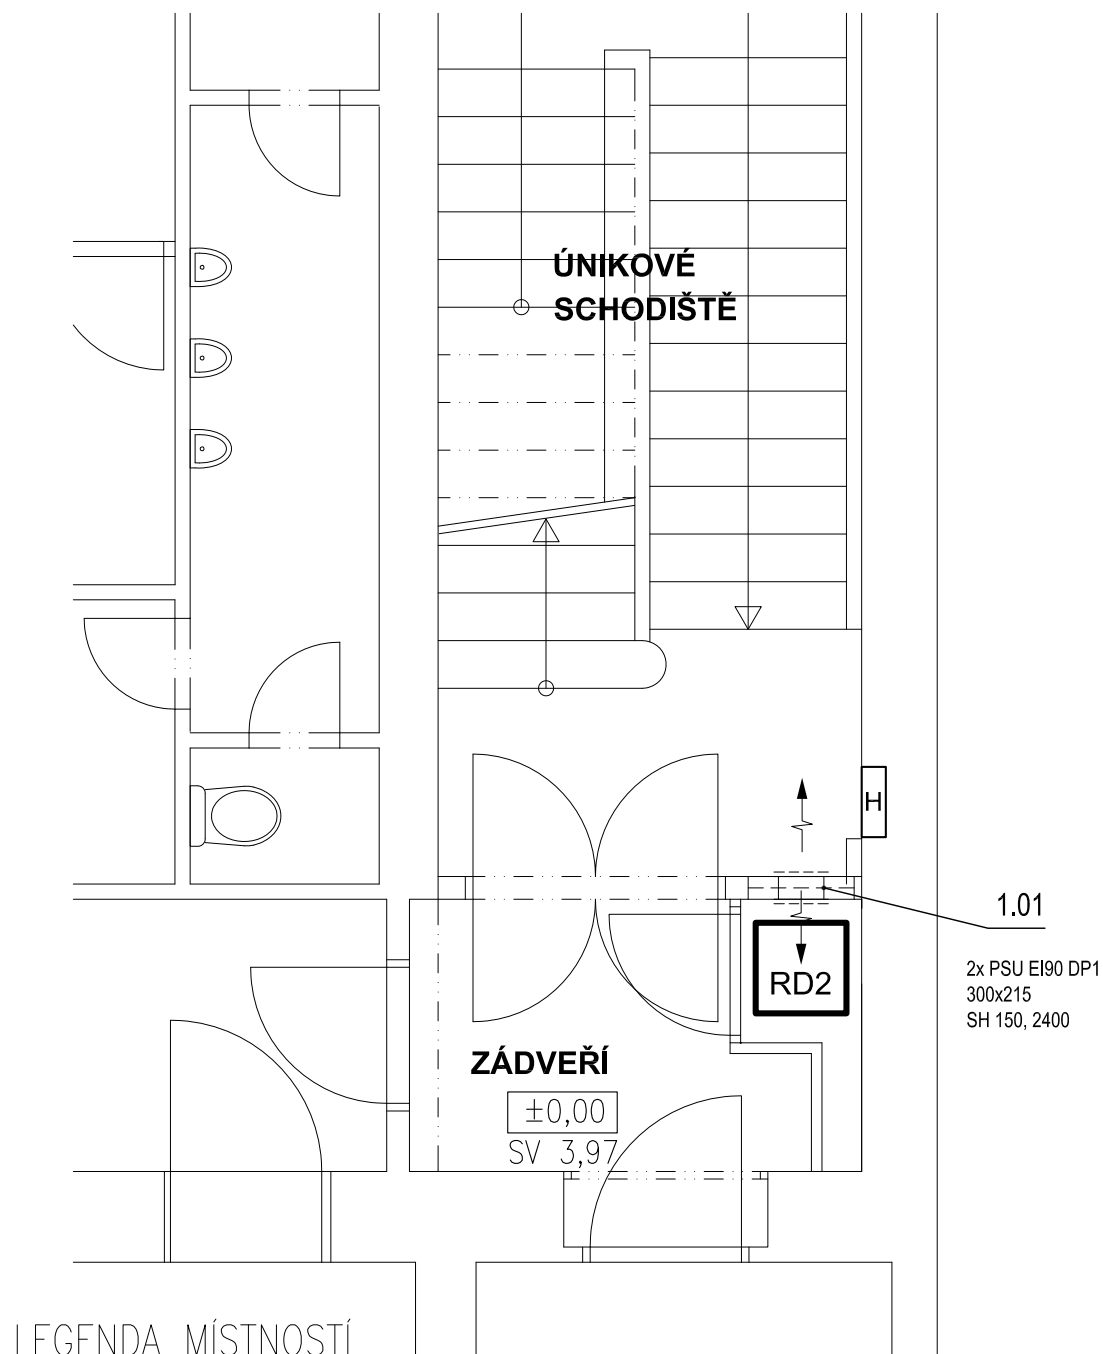 ÚNIKOVÉ
SCHODIŠTĚ
H
1.01
2x PSU EI90 DP1
300x215
SH 150, 2400
RD2
ZÁDVEŘÍ
±0,00
SV 3,97
LEGENDA MÍSTNOSTÍ